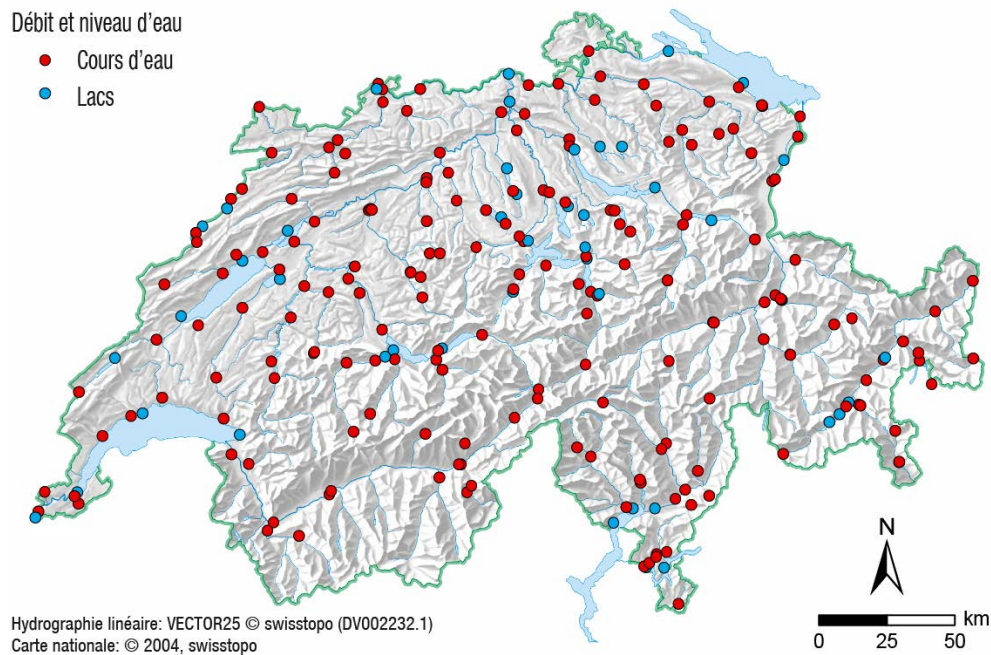 Débit et niveau d’eau
Cours d’eau
Lacs
N
km
0 25 50
Hydrographie linéaire: VECTOR25 © swisstopo (DV002232.1)
Carte nationale: © 2004, swisstopo